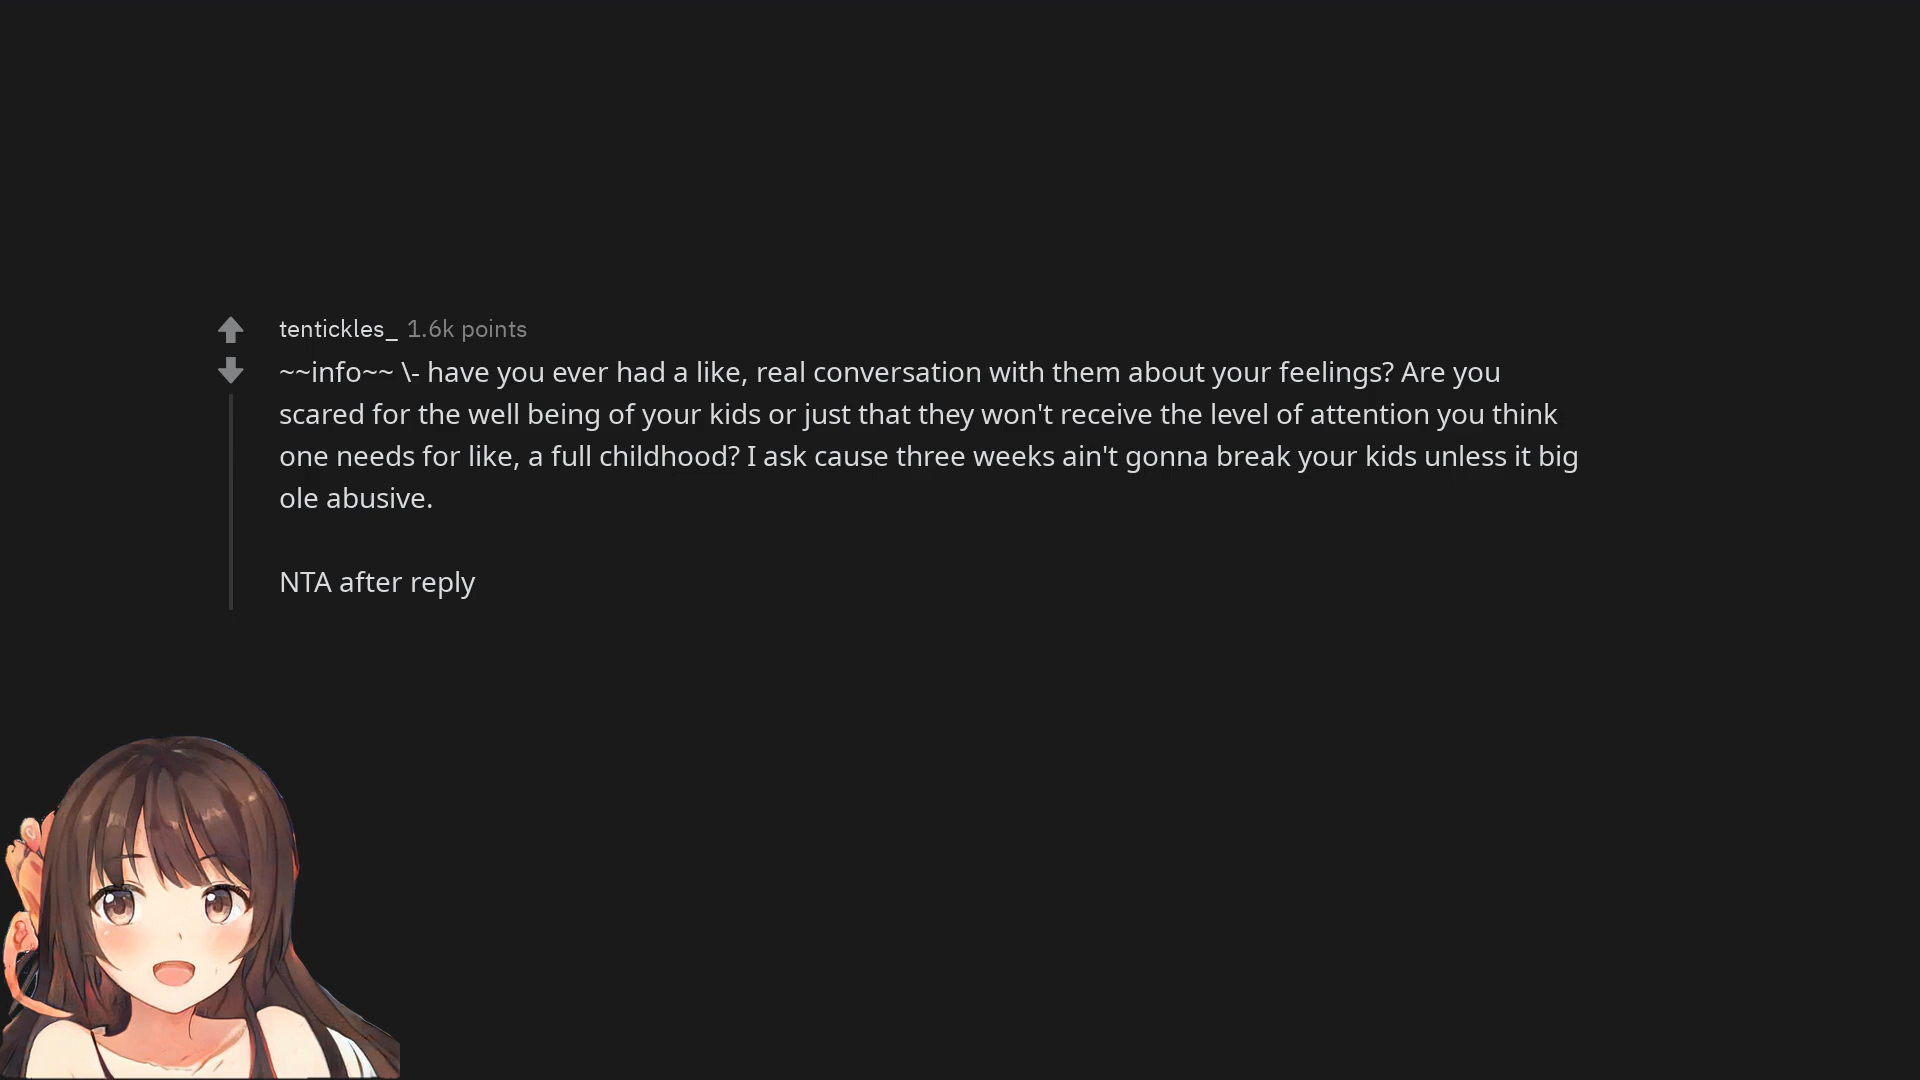 tentickles_ 1.6k points
~~info~~ \- have you ever had a like, real conversation with them about your feelings? Are you
scared for the well being of your kids or just that they won't receive the level of attention you think
one needs for like, a full childhood? I ask cause three weeks ain't gonna break your kids unless it big
ole abusive.
NTA after reply